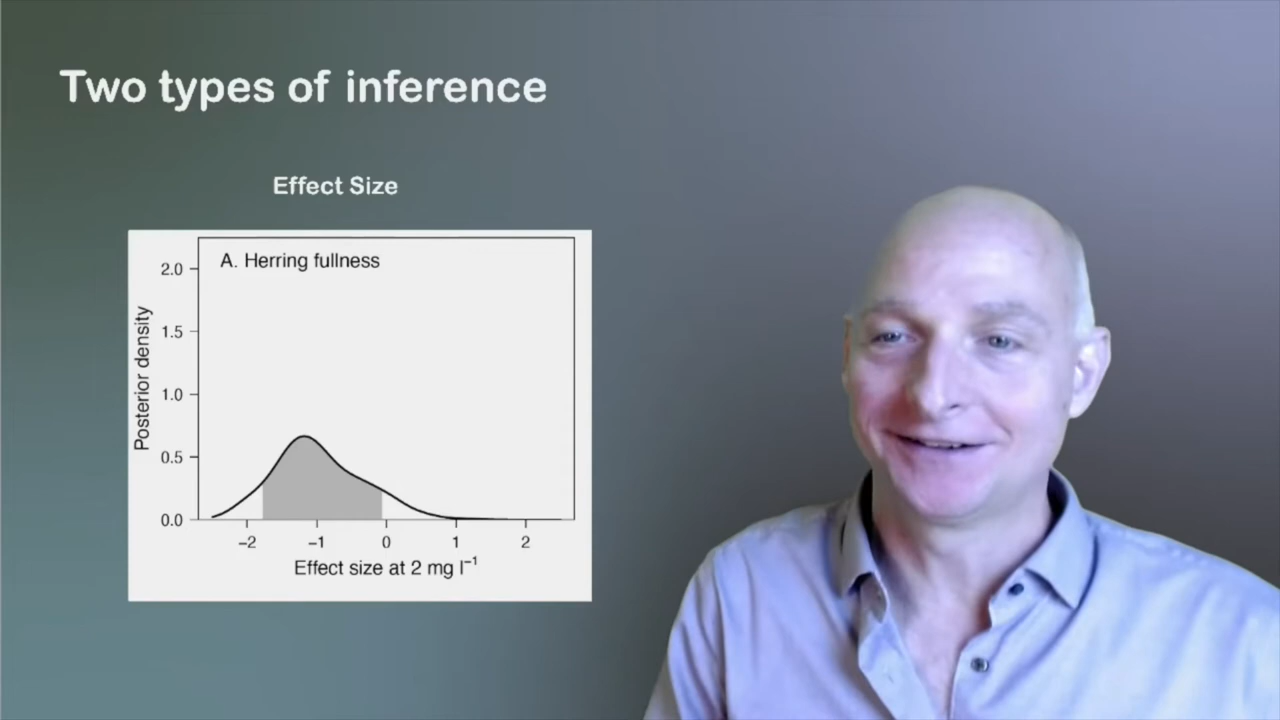 Two types of inference
Effect Size
A. Herring fullness
Posterior density
2.0
1.5
1.0
0.5
0.0
−2 −1 0 1 2
Effect size at 2 mg l⁻¹